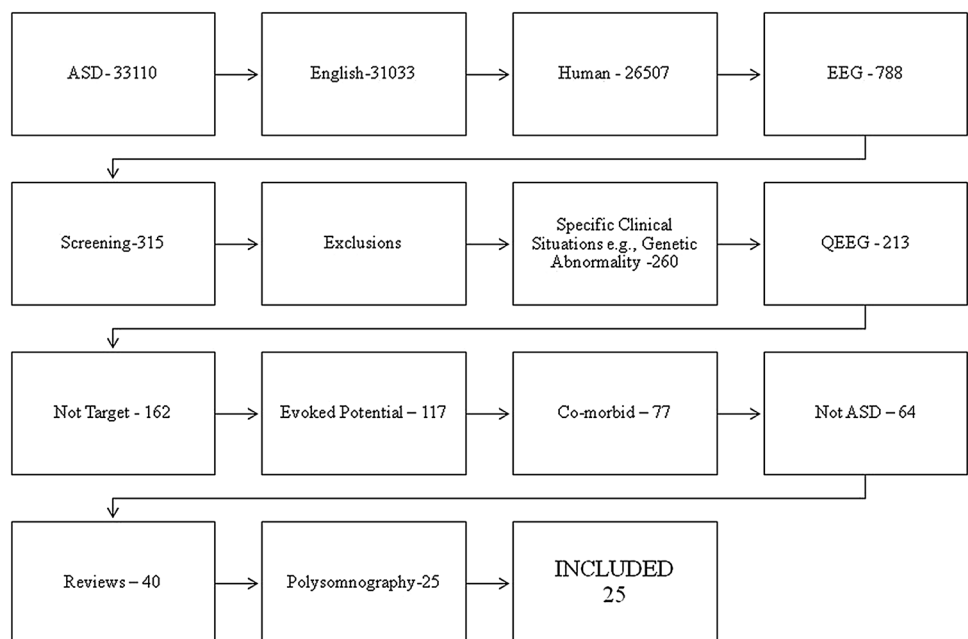 ASD - 33110
English-31033
Human - 26507
EEG - 788
Screening-315
Exclusions
Specific Clinical
Situations e.g., Genetic
Abnormality -260
QEEG - 213
Not Target - 162
Evoked Potential – 117
Co-morbid – 77
Not ASD – 64
Reviews – 40
Polysomnography-25
INCLUDED
25